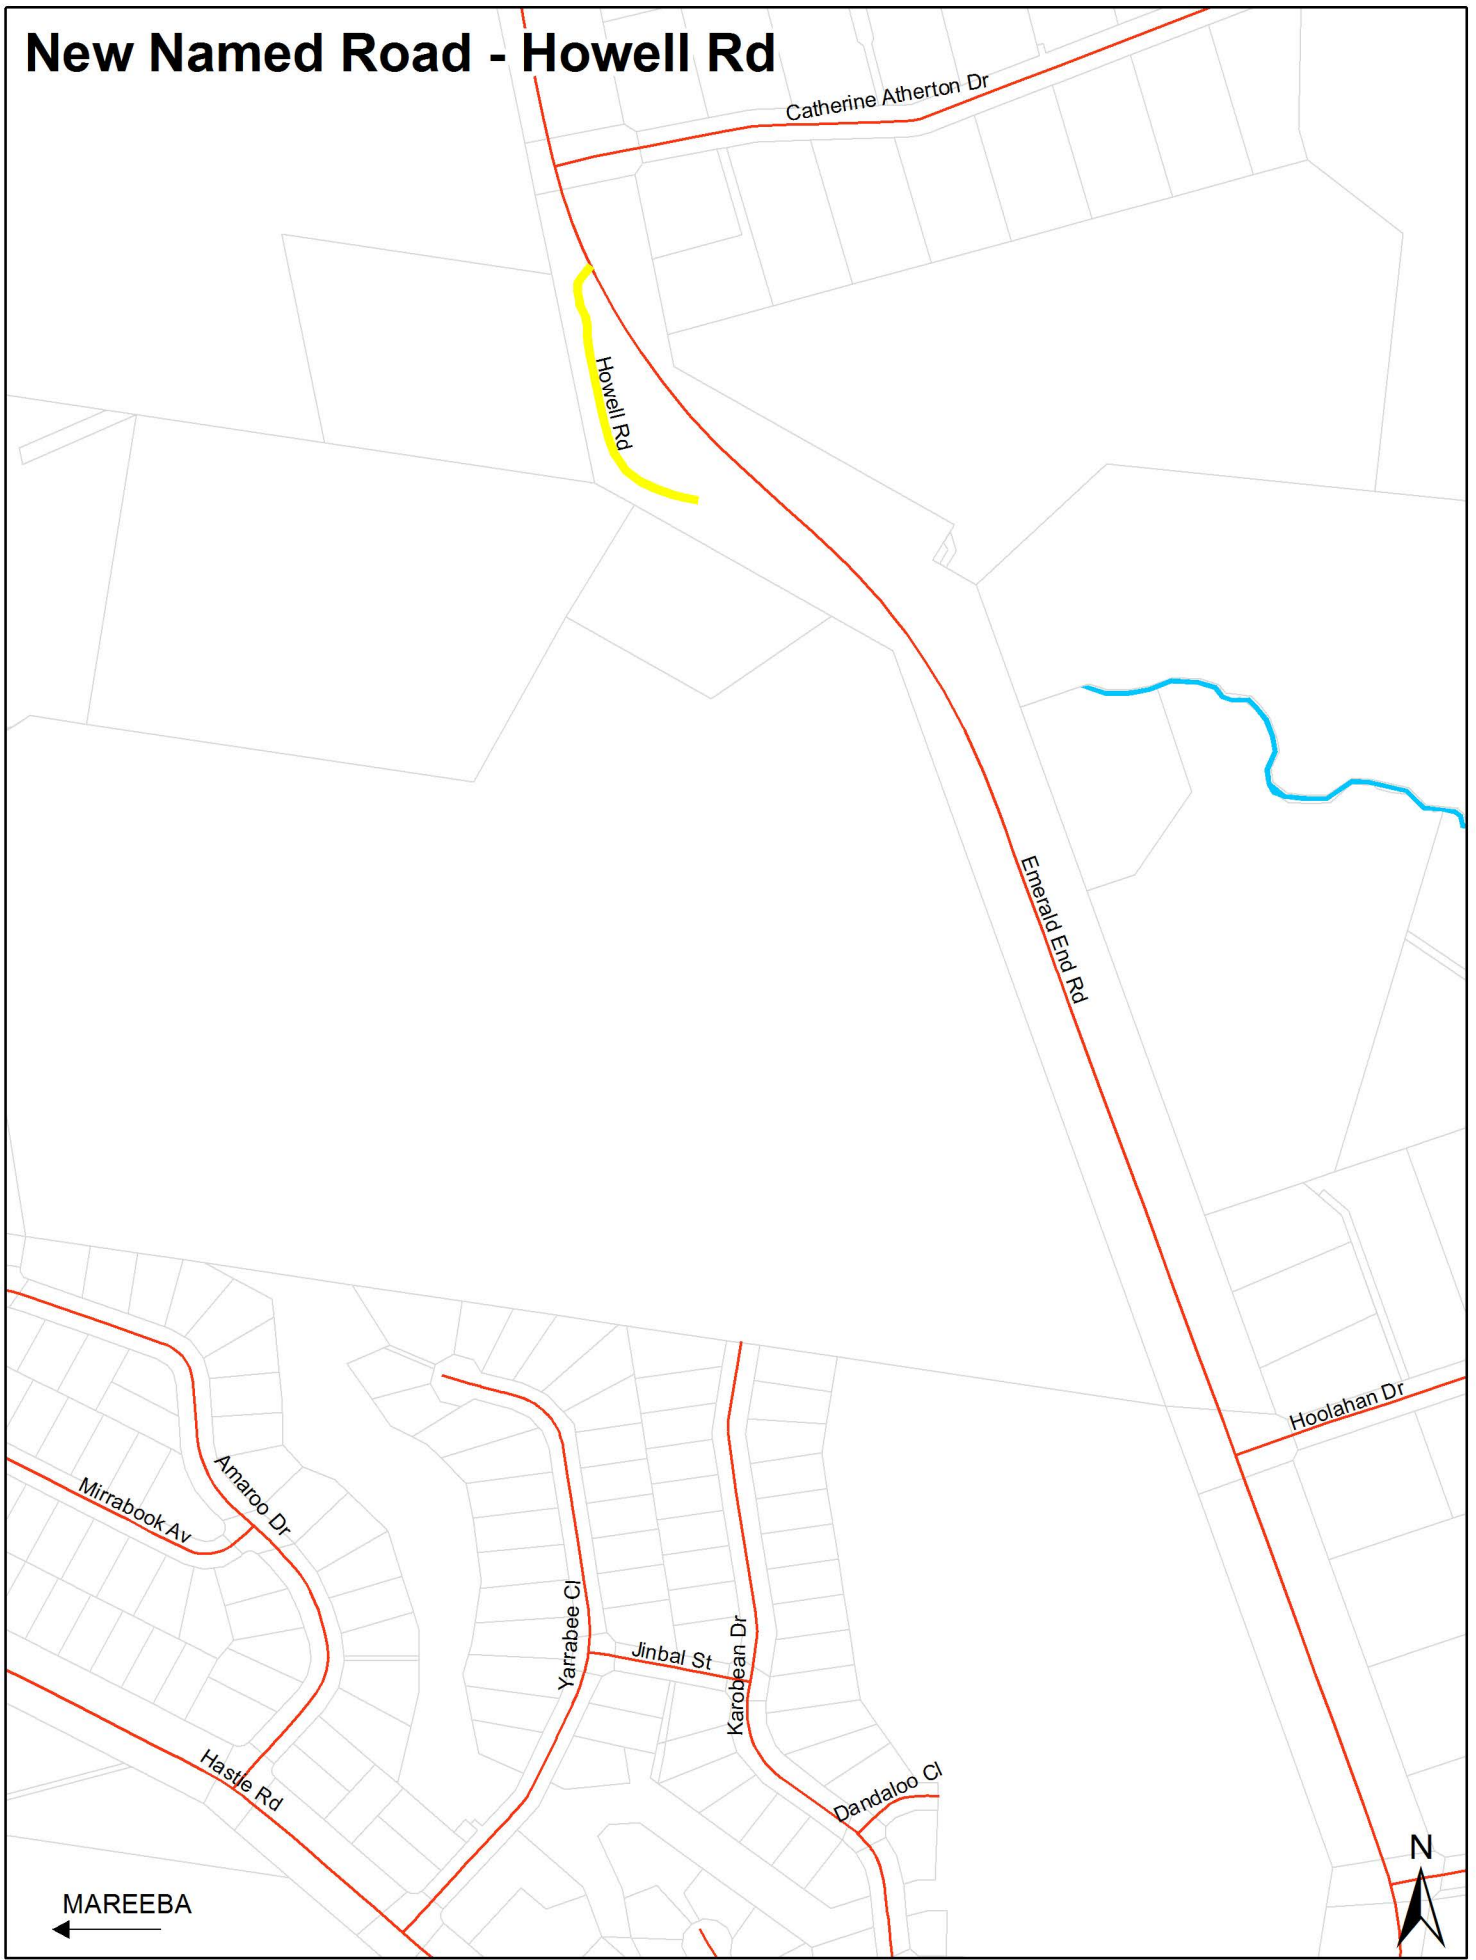 New Named Road - Howell Rd
Catherine Atherton Dr
Howell Rd
Emerald End Rd
Hoolahan Dr
Amaroo Dr
Mirrabook Av
Yarrabee Cl
Jinbal St
Karobean Dr
Hastie Rd
Dandaloo Cl
N
MAREEBA